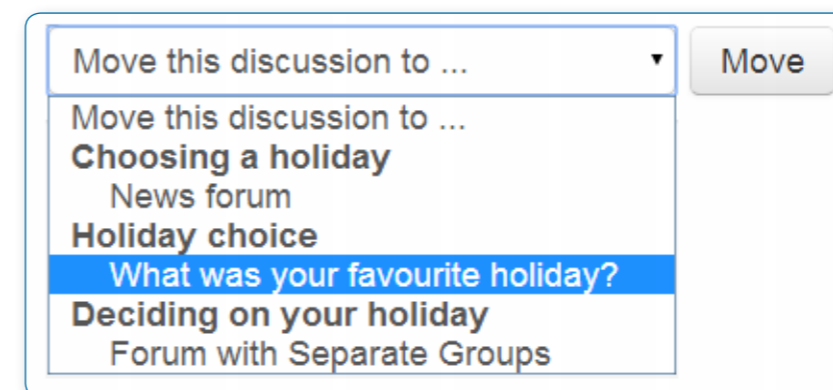 Move this discussion to ... Move
Move this discussion to ...
Choosing a holiday
News forum
Holiday choice
What was your favourite holiday?
Deciding on your holiday
Forum with Separate Groups